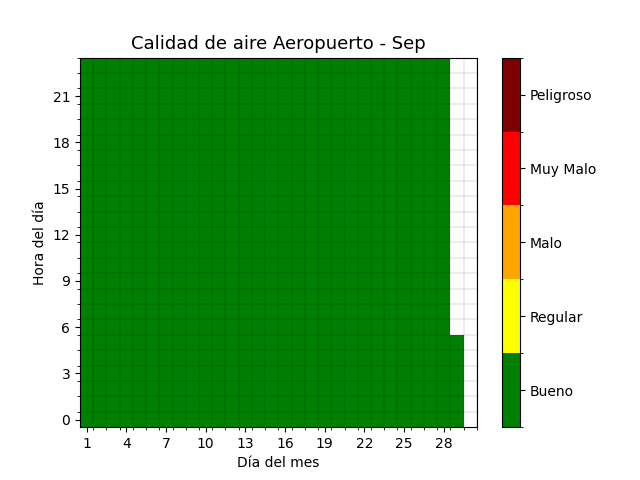 Calidad de aire Aeropuerto - Sep
21
18
15
12
9
6
3
0
Hora del día
1 4 7 10 13 16 19 22 25 28
Día del mes
Peligroso
Muy Malo
Malo
Regular
Bueno